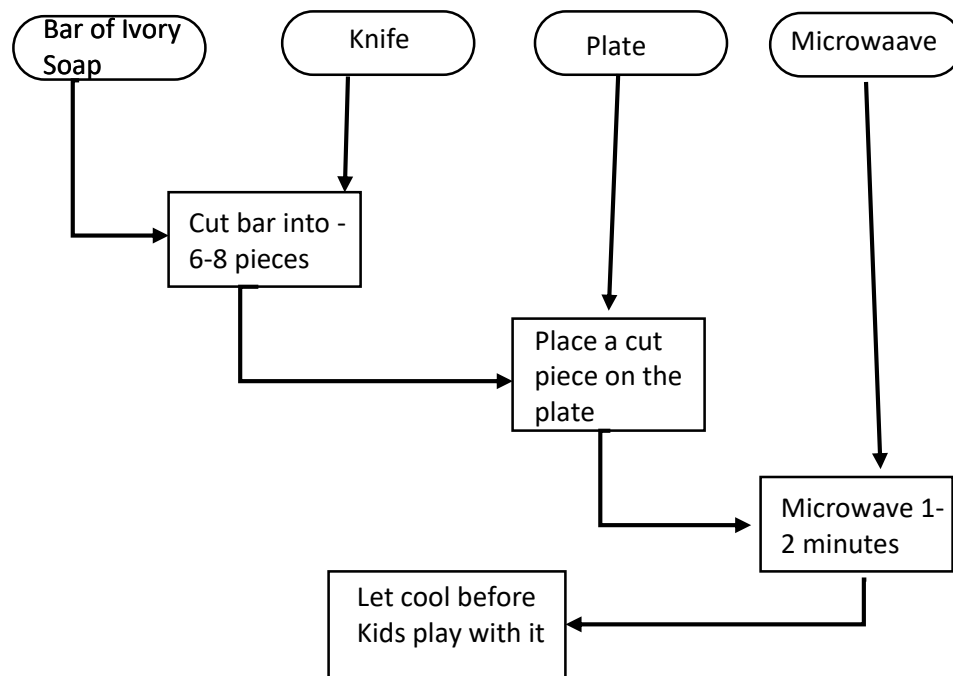 Bar of Ivory
Soap
Knife
Plate
Microwaave
Cut bar into -
6-8 pieces
Place a cut
piece on the
plate
Microwave 1-
2 minutes
Let cool before
Kids play with it